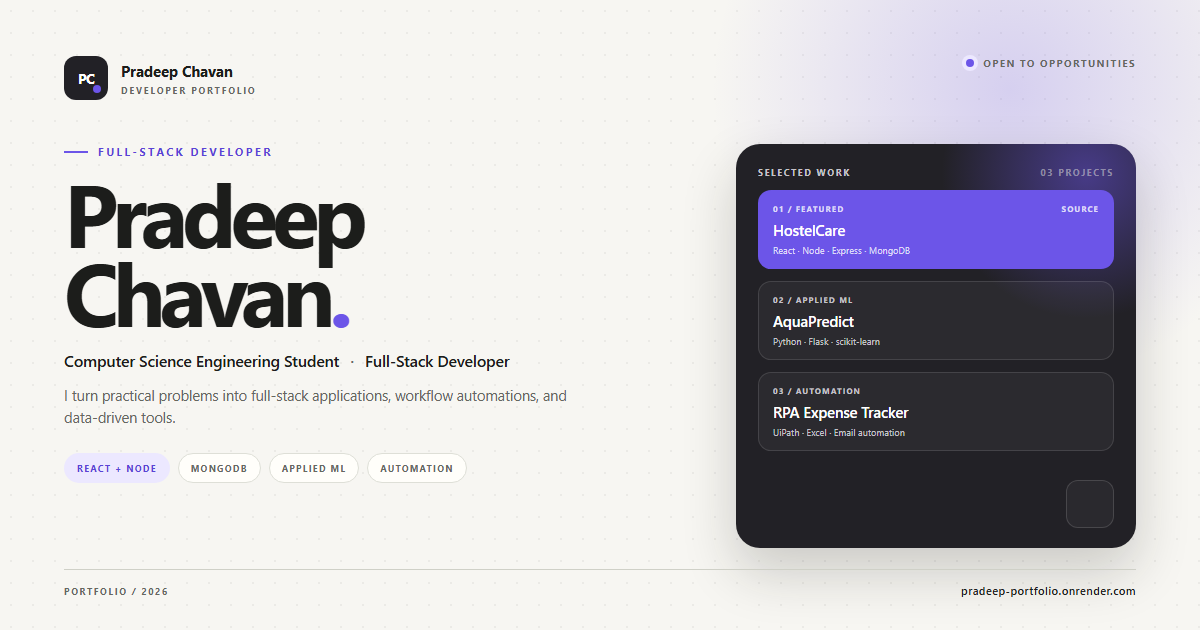 PC
Pradeep Chavan
DEVELOPER PORTFOLIO
OPEN TO OPPORTUNITIES
FULL-STACK DEVELOPER
Pradeep
Chavan.
Computer Science Engineering Student · Full-Stack Developer
I turn practical problems into full-stack applications, workflow automations, and
data-driven tools.
REACT + NODE
MONGODB
APPLIED ML
AUTOMATION
SELECTED WORK
03 PROJECTS
01 / FEATURED
SOURCE
HostelCare
React · Node · Express · MongoDB
02 / APPLIED ML
AquaPredict
Python · Flask · scikit-learn
03 / AUTOMATION
RPA Expense Tracker
UiPath · Excel · Email automation
PORTFOLIO / 2026
pradeep-portfolio.onrender.com